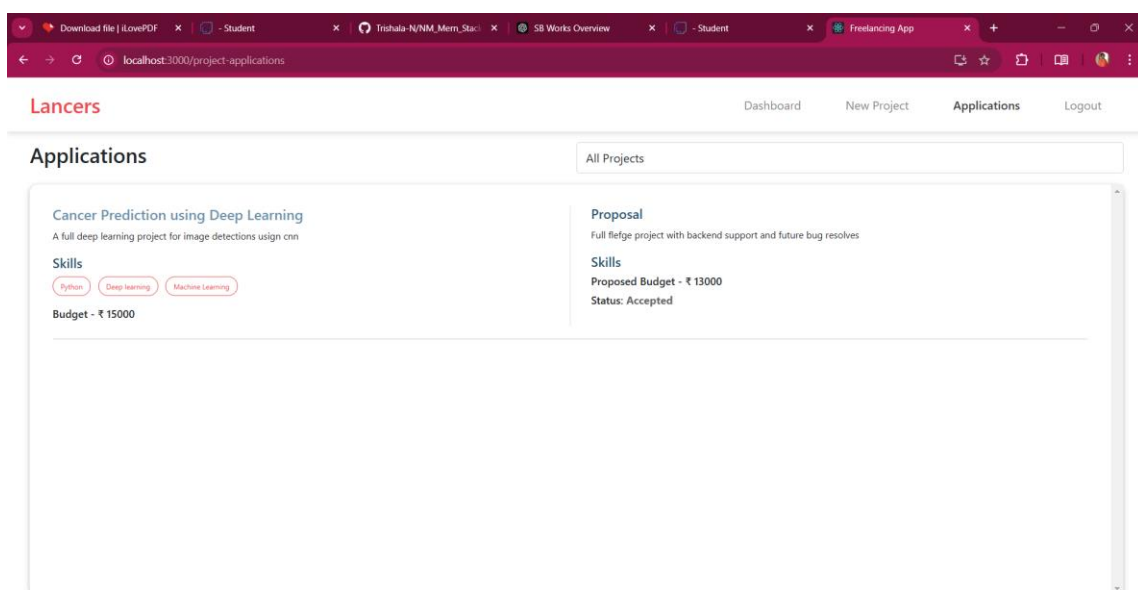 Download file | iLovePDF
- Student
Trishala-N/NM_Mern_Stac
SB Works Overview
- Student
Freelancing App
localhost:3000/project-applications
Lancers
Dashboard
New Project
Applications
Logout
Applications
All Projects
Cancer Prediction using Deep Learning
A full deep learning project for image detections usign cnn
Skills
Python
Deep learning
Machine Learning
Budget - ₹ 15000
Proposal
Full flefge project with backend support and future bug resolves
Skills
Proposed Budget - ₹ 13000
Status: Accepted